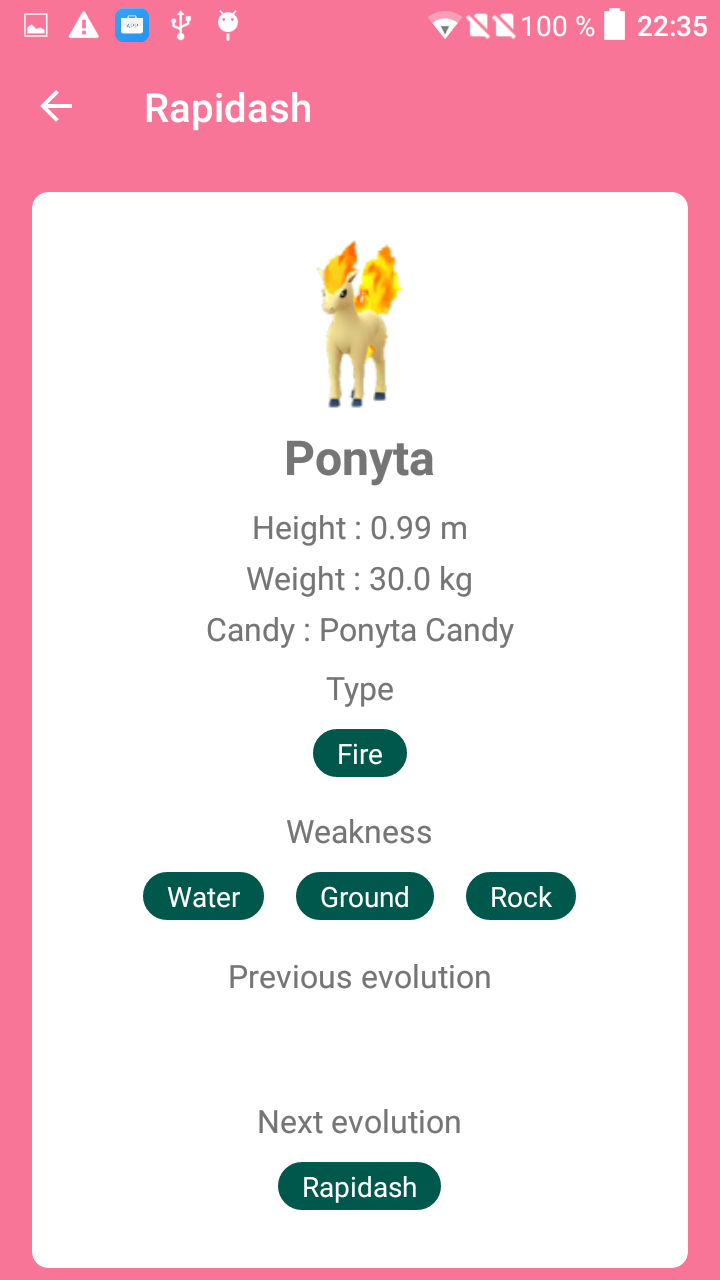 100 % 22:35
Rapidash
Ponyta
Height : 0.99 m
Weight : 30.0 kg
Candy : Ponyta Candy
Type
Fire
Weakness
Water Ground Rock
Previous evolution
Next evolution
Rapidash